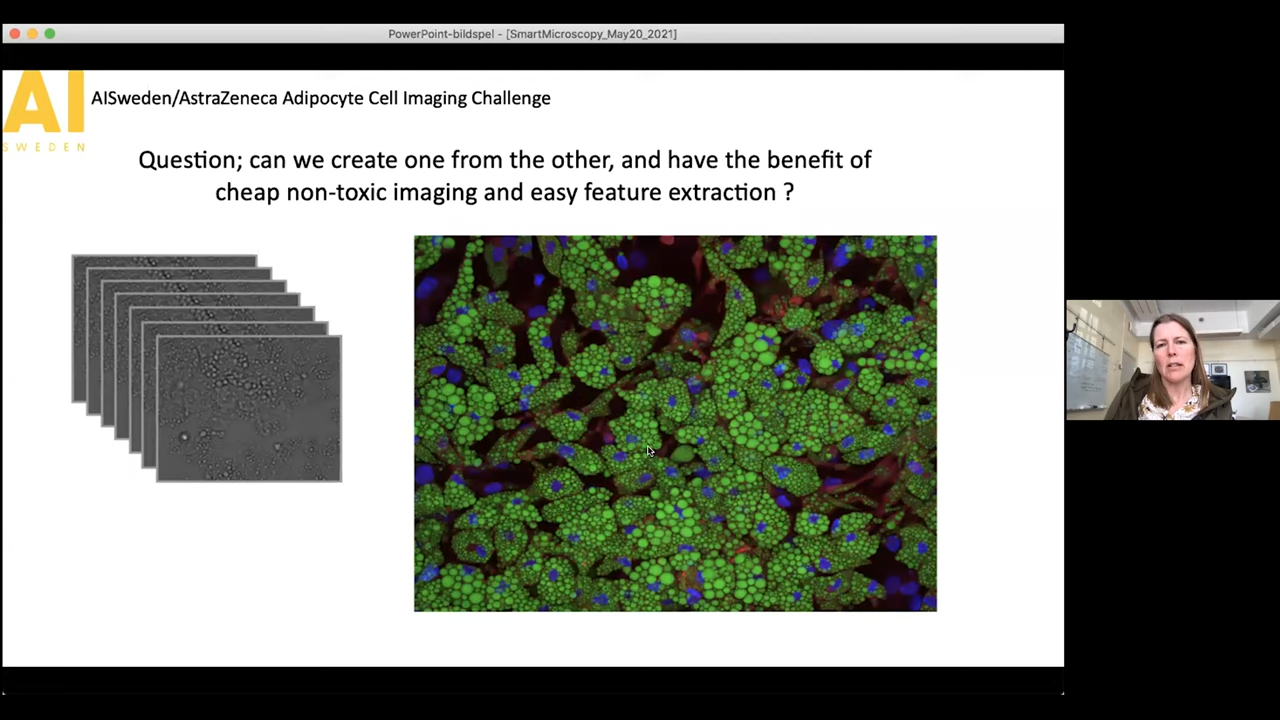 PowerPoint-bildspel - [SmartMicroscopy_May20_2021]
AI
SWEDEN
AISweden/AstraZeneca Adipocyte Cell Imaging Challenge
Question; can we create one from the other, and have the benefit of
cheap non-toxic imaging and easy feature extraction ?